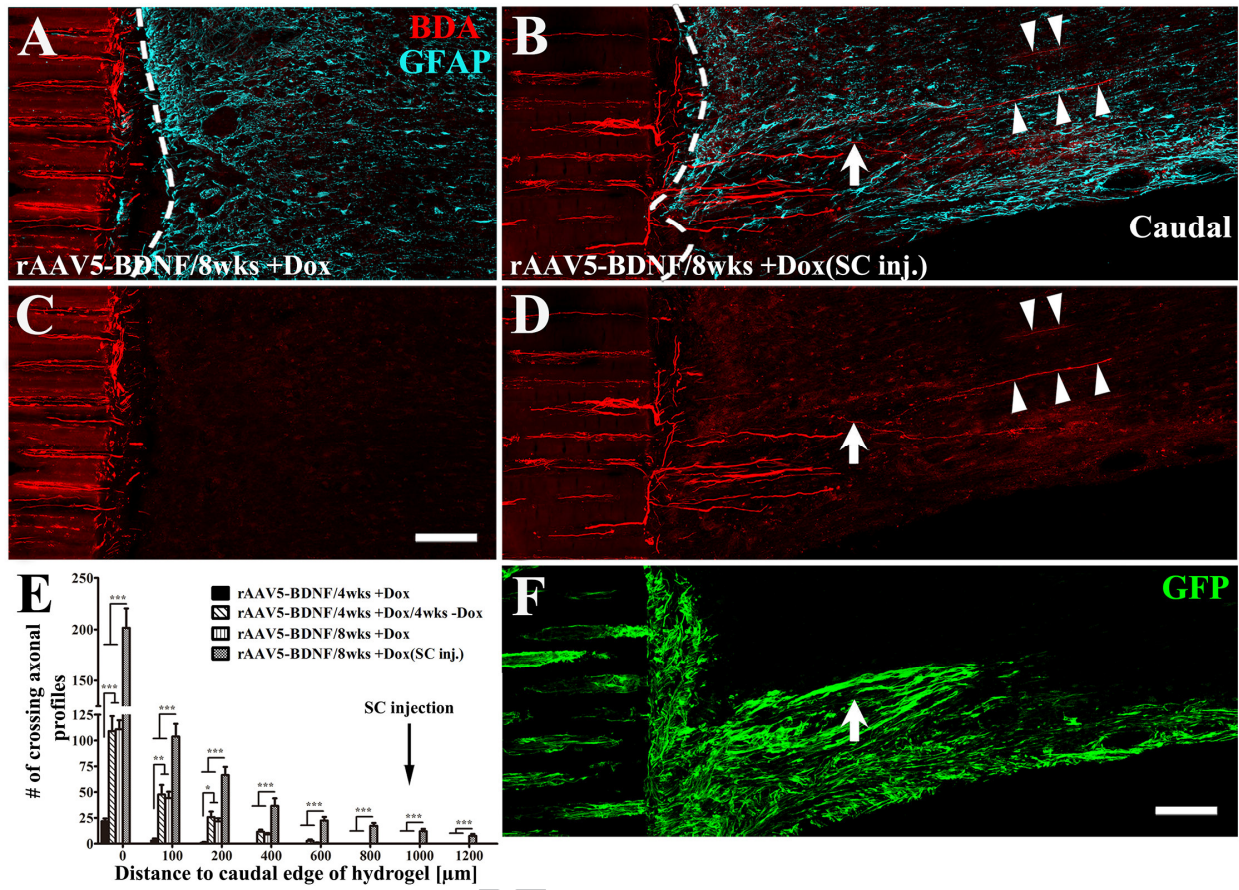 A
BDA
GFAP
rAAV5-BDNF/8wks +Dox
B
Caudal
rAAV5-BDNF/8wks +Dox(SC inj.)
C
D
E
# of crossing axonal profiles
250
200
150
100
125
100
75
50
25
0
rAAV5-BDNF/4wks +Dox
rAAV5-BDNF/4wks +Dox/4wks -Dox
rAAV5-BDNF/8wks +Dox
rAAV5-BDNF/8wks +Dox(SC inj.)
SC injection
***
***
***
**
***
*
***
***
***
***
***
0 100 200 400 600 800 1000 1200
Distance to caudal edge of hydrogel [µm]
F
GFP